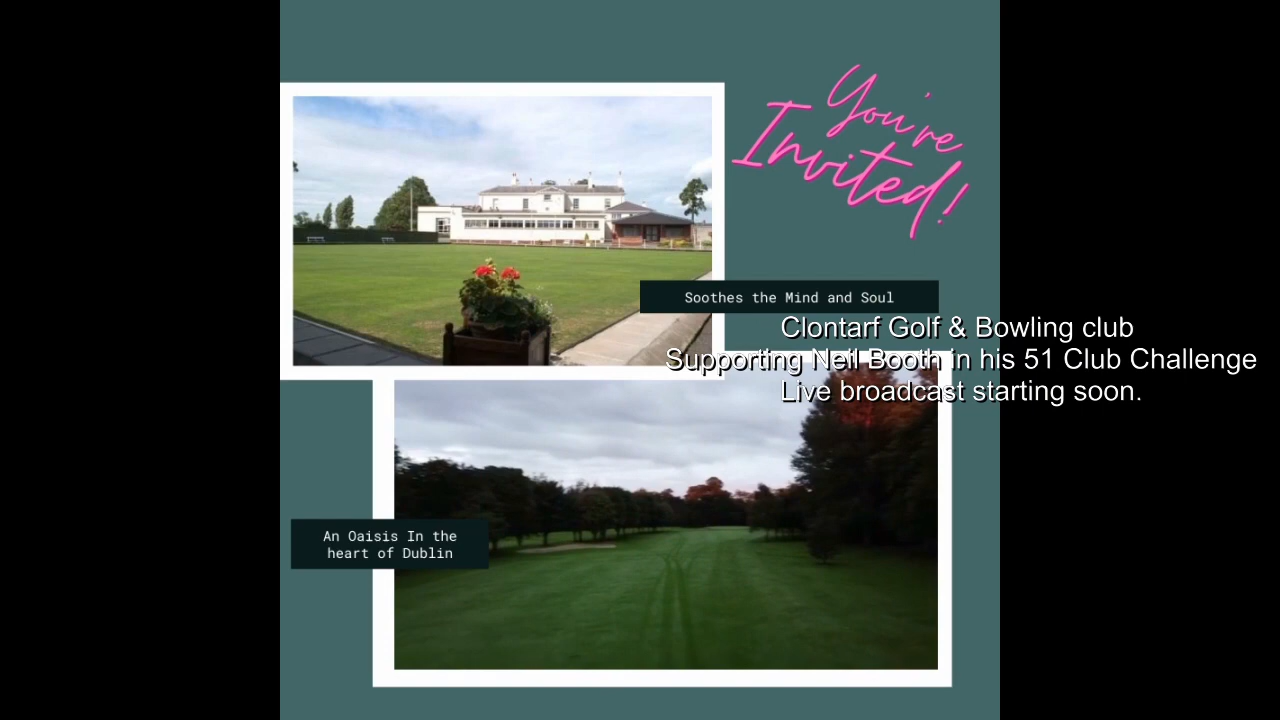 You're
Invited!
Soothes the Mind and Soul
Clontarf Golf & Bowling club
Supporting Neil Booth in his 51 Club Challenge
Live broadcast starting soon.
An Oaisis In the
heart of Dublin